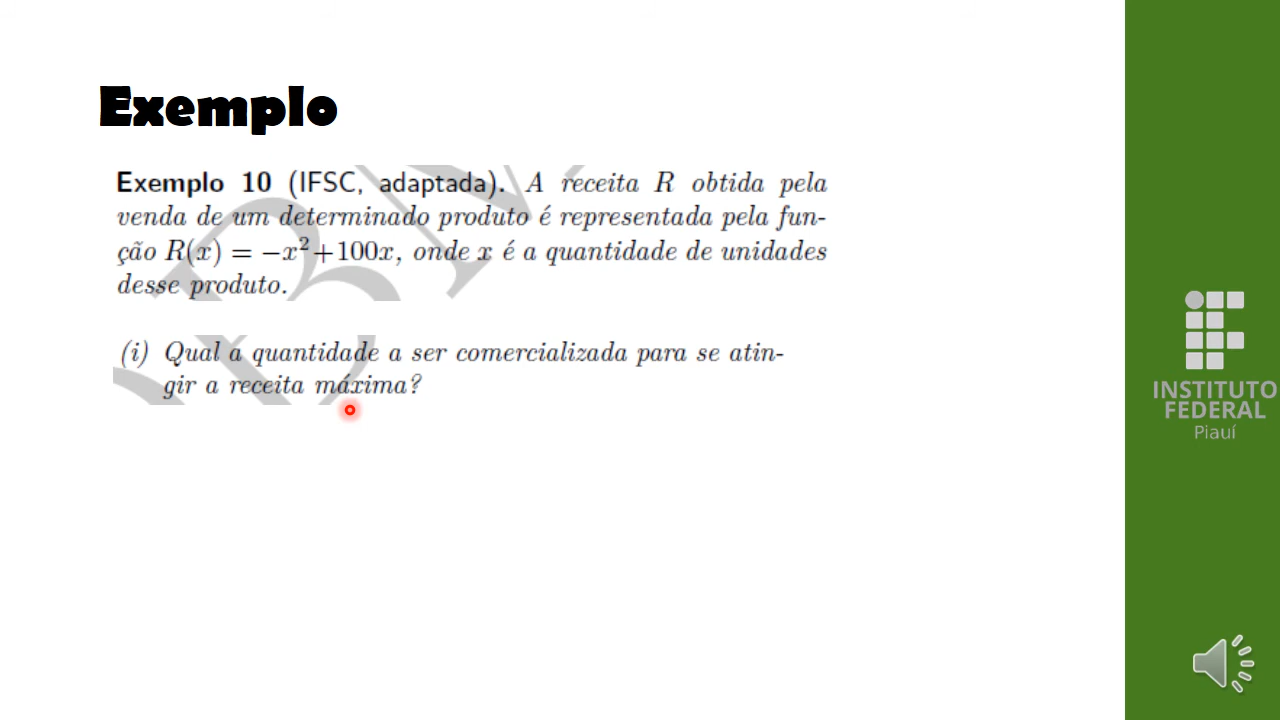 Exemplo
Exemplo 10 (IFSC, adaptada). A receita R obtida pela
venda de um determinado produto é representada pela fun-
ção R(x) = −x²+100x, onde x é a quantidade de unidades
desse produto.
(i) Qual a quantidade a ser comercializada para se atin-
gir a receita máxima?
INSTITUTO
FEDERAL
Piauí